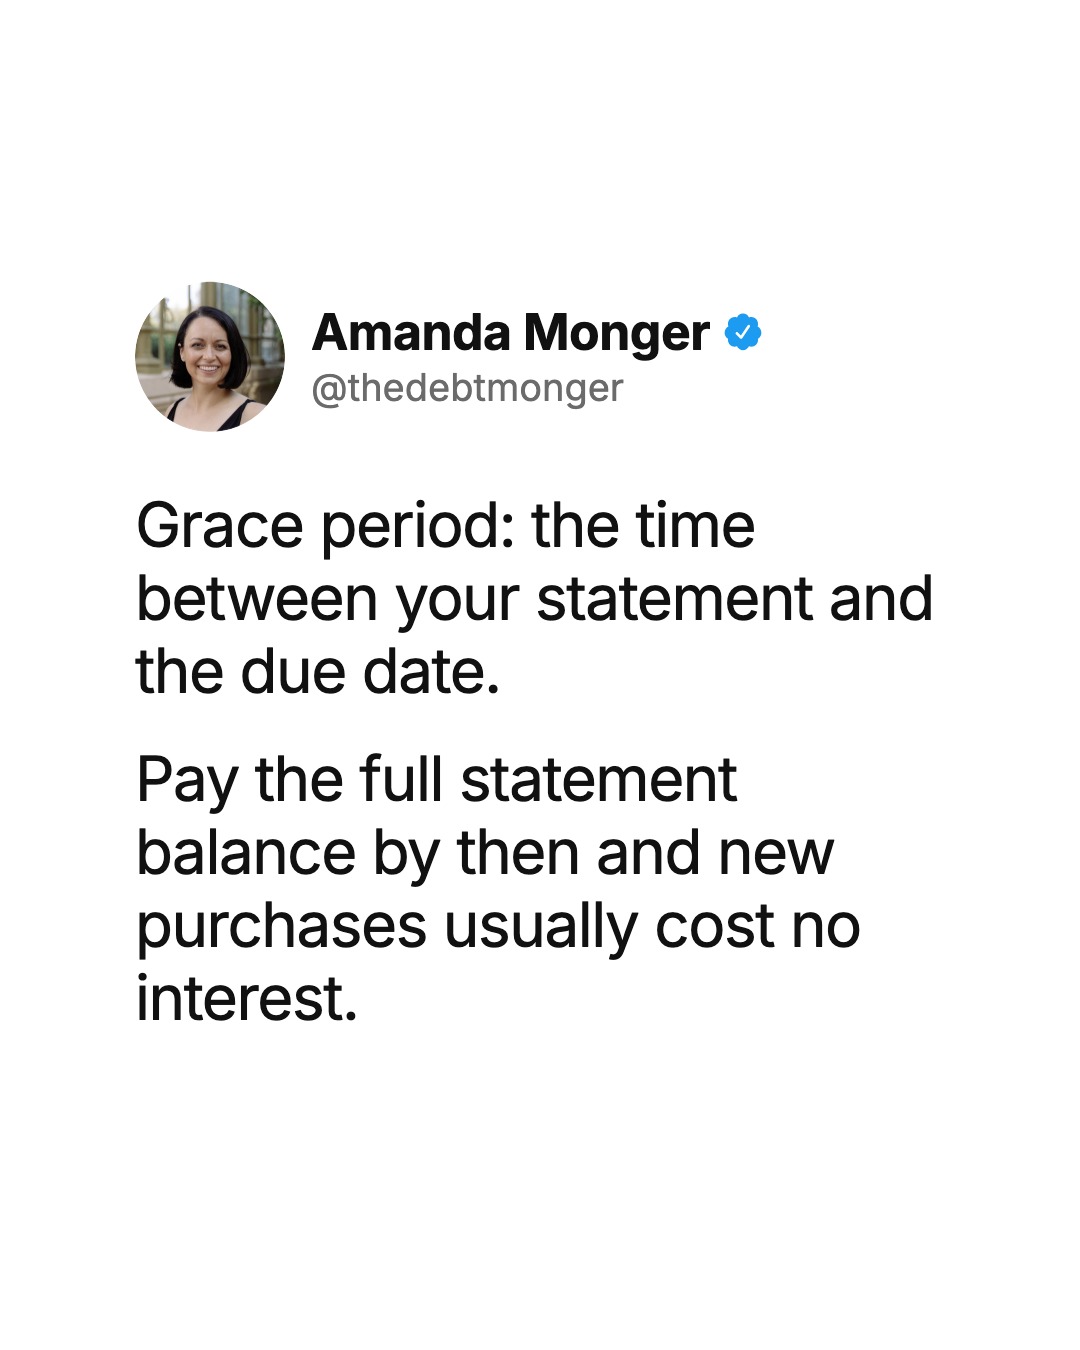 Amanda Monger
@thedebtmonger
Grace period: the time
between your statement and
the due date.
Pay the full statement
balance by then and new
purchases usually cost no
interest.